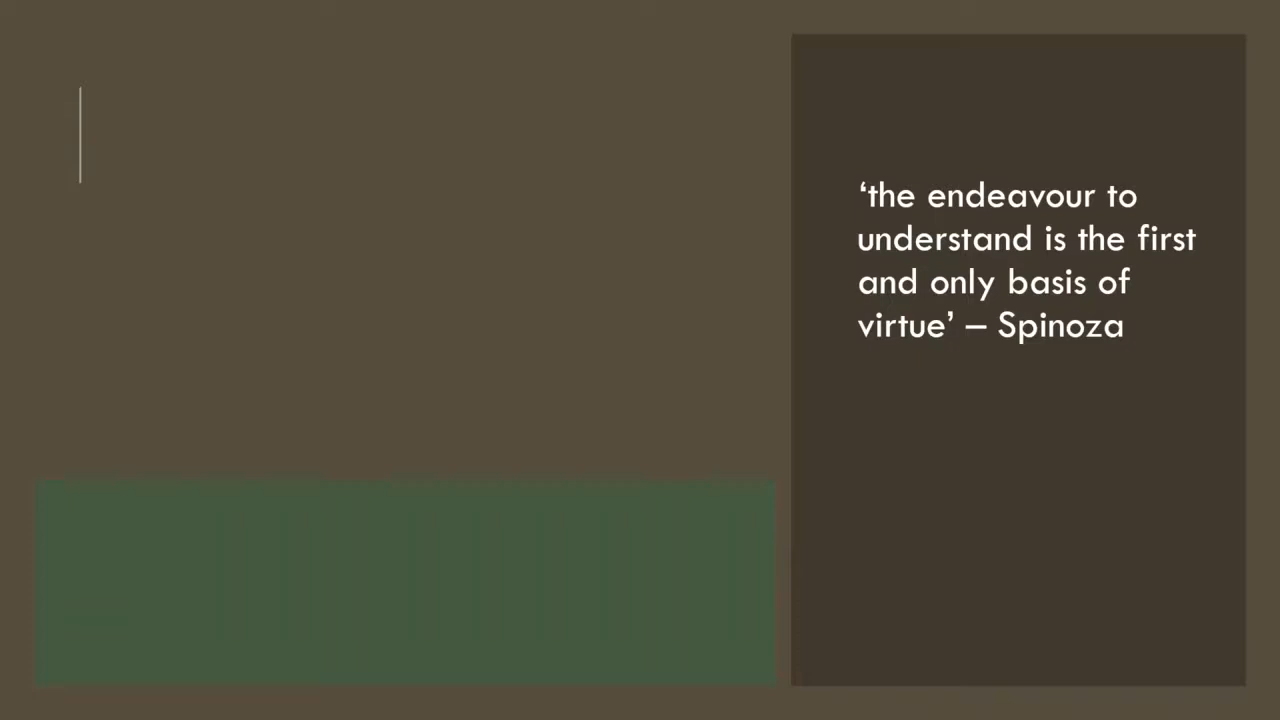 ‘the endeavour to
understand is the first
and only basis of
virtue’ – Spinoza